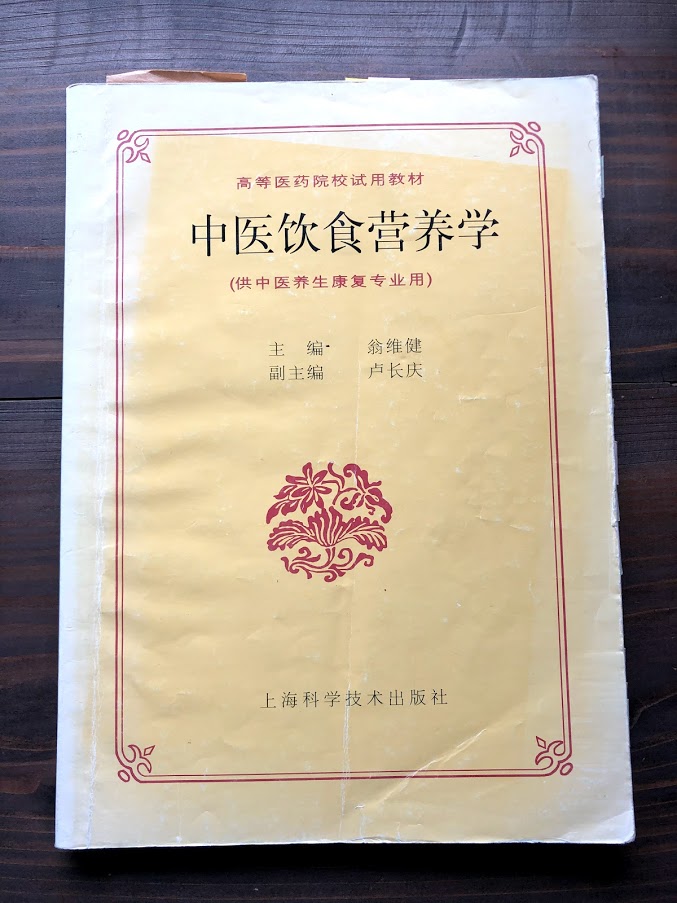 高等医药院校试用教材
中医饮食营养学
(供中医养生康复专业用)
主 编 翁维健
副主编 卢长庆
上海科学技术出版社